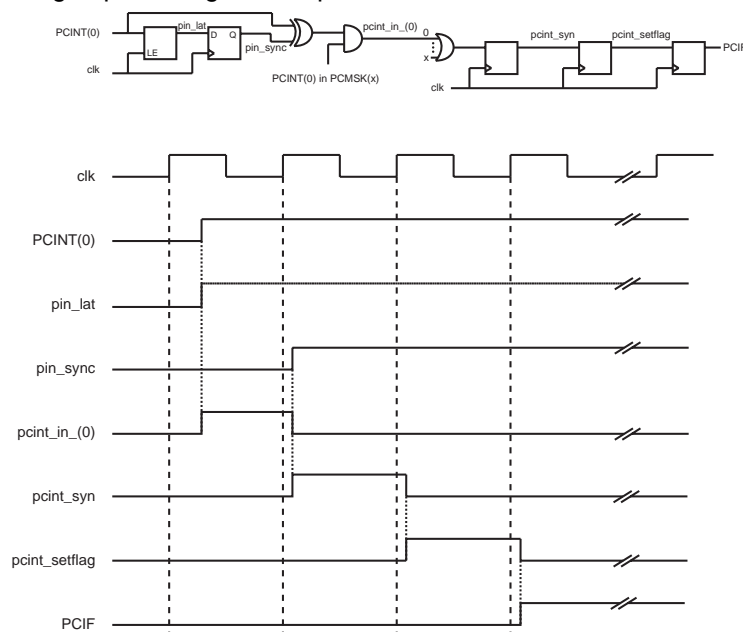 PCINT(0)
pin_lat
D Q
LE
pin_sync
clk
PCINT(0) in PCMSK(x)
pcint_in_(0)
0
x
clk
pcint_syn
pcint_setflag
PCIF
clk
PCINT(0)
pin_lat
pin_sync
pcint_in_(0)
pcint_syn
pcint_setflag
PCIF